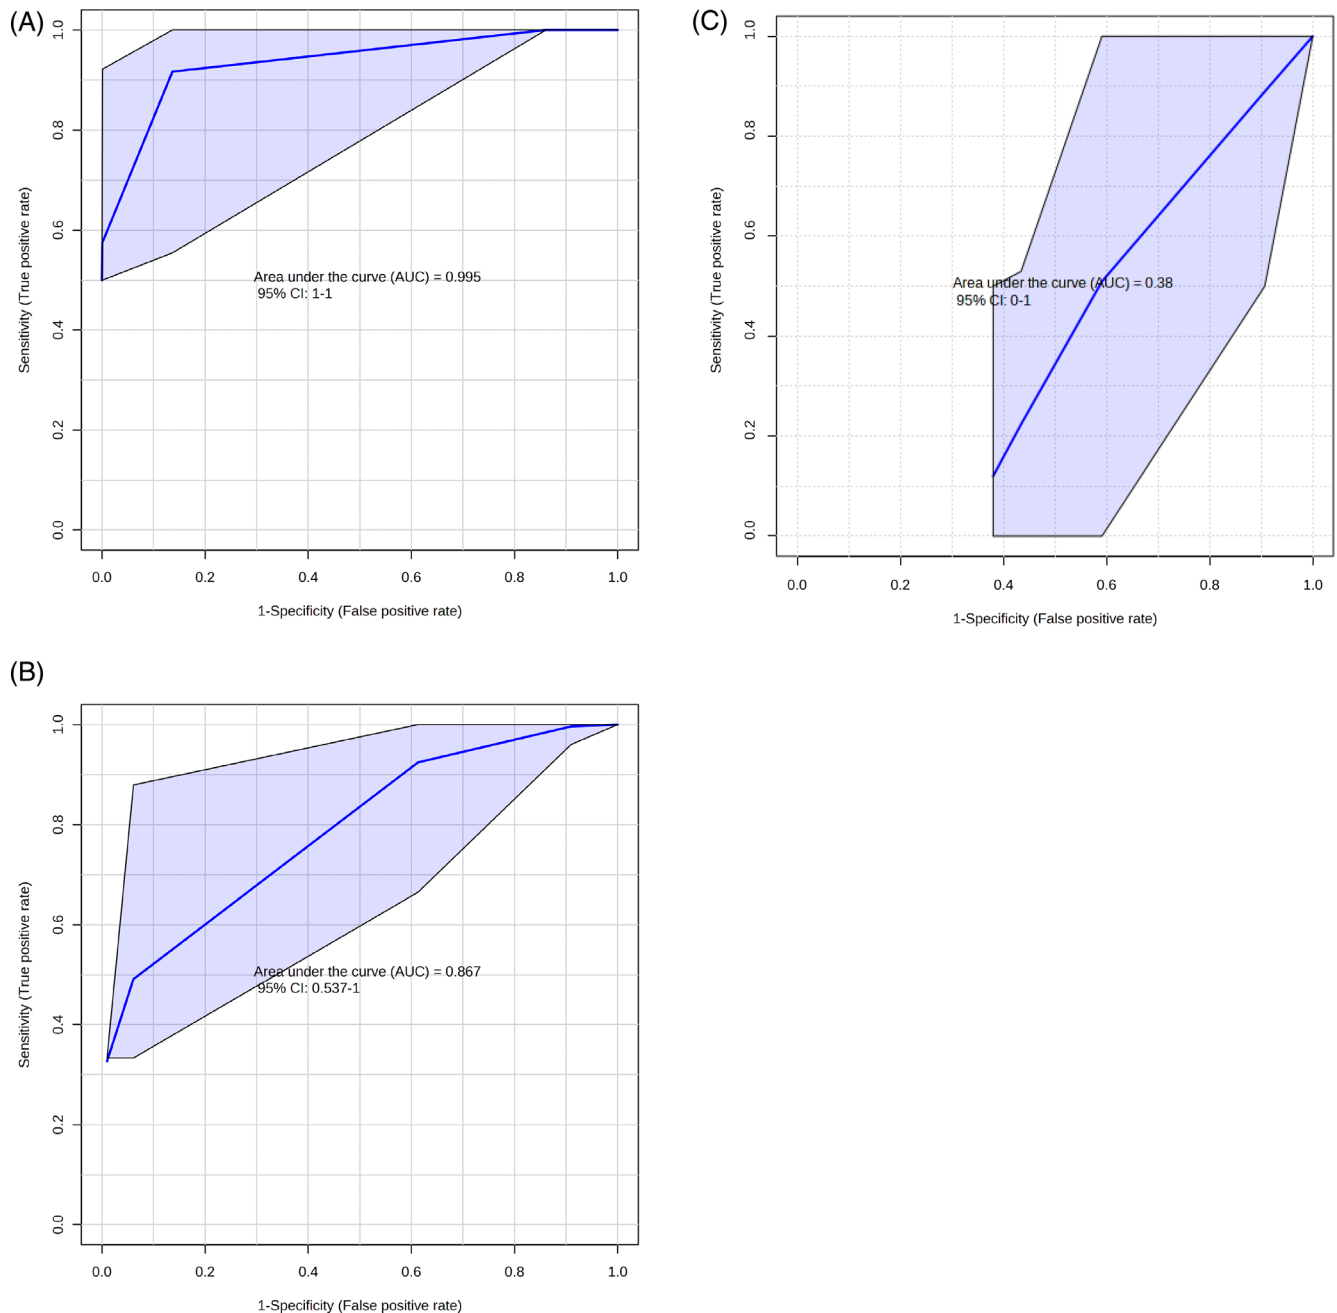 (A)
1.0
0.8
0.6
0.4
0.2
0.0
Sensitivity (True positive rate)
Area under the curve (AUC) = 0.995
95% CI: 1-1
0.0 0.2 0.4 0.6 0.8 1.0
1-Specificity (False positive rate)
(C)
1.0
0.8
0.6
0.4
0.2
0.0
Sensitivity (True positive rate)
Area under the curve (AUC) = 0.38
95% CI: 0-1
0.0 0.2 0.4 0.6 0.8 1.0
1-Specificity (False positive rate)
(B)
1.0
0.8
0.6
0.4
0.2
0.0
Sensitivity (True positive rate)
Area under the curve (AUC) = 0.867
95% CI: 0.537-1
0.0 0.2 0.4 0.6 0.8 1.0
1-Specificity (False positive rate)